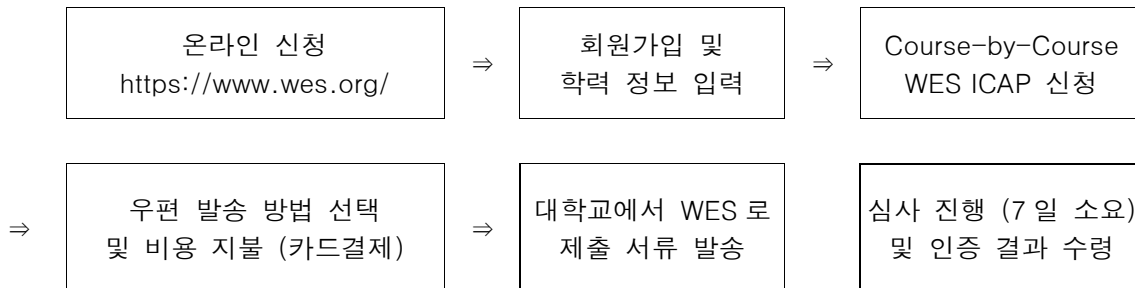 온라인 신청
https://www.wes.org/
⇒
회원가입 및
학력 정보 입력
⇒
Course-by-Course
WES ICAP 신청
⇒
우편 발송 방법 선택
및 비용 지불 (카드결제)
⇒
대학교에서 WES 로
제출 서류 발송
심사 진행 (7 일 소요)
및 인증 결과 수령